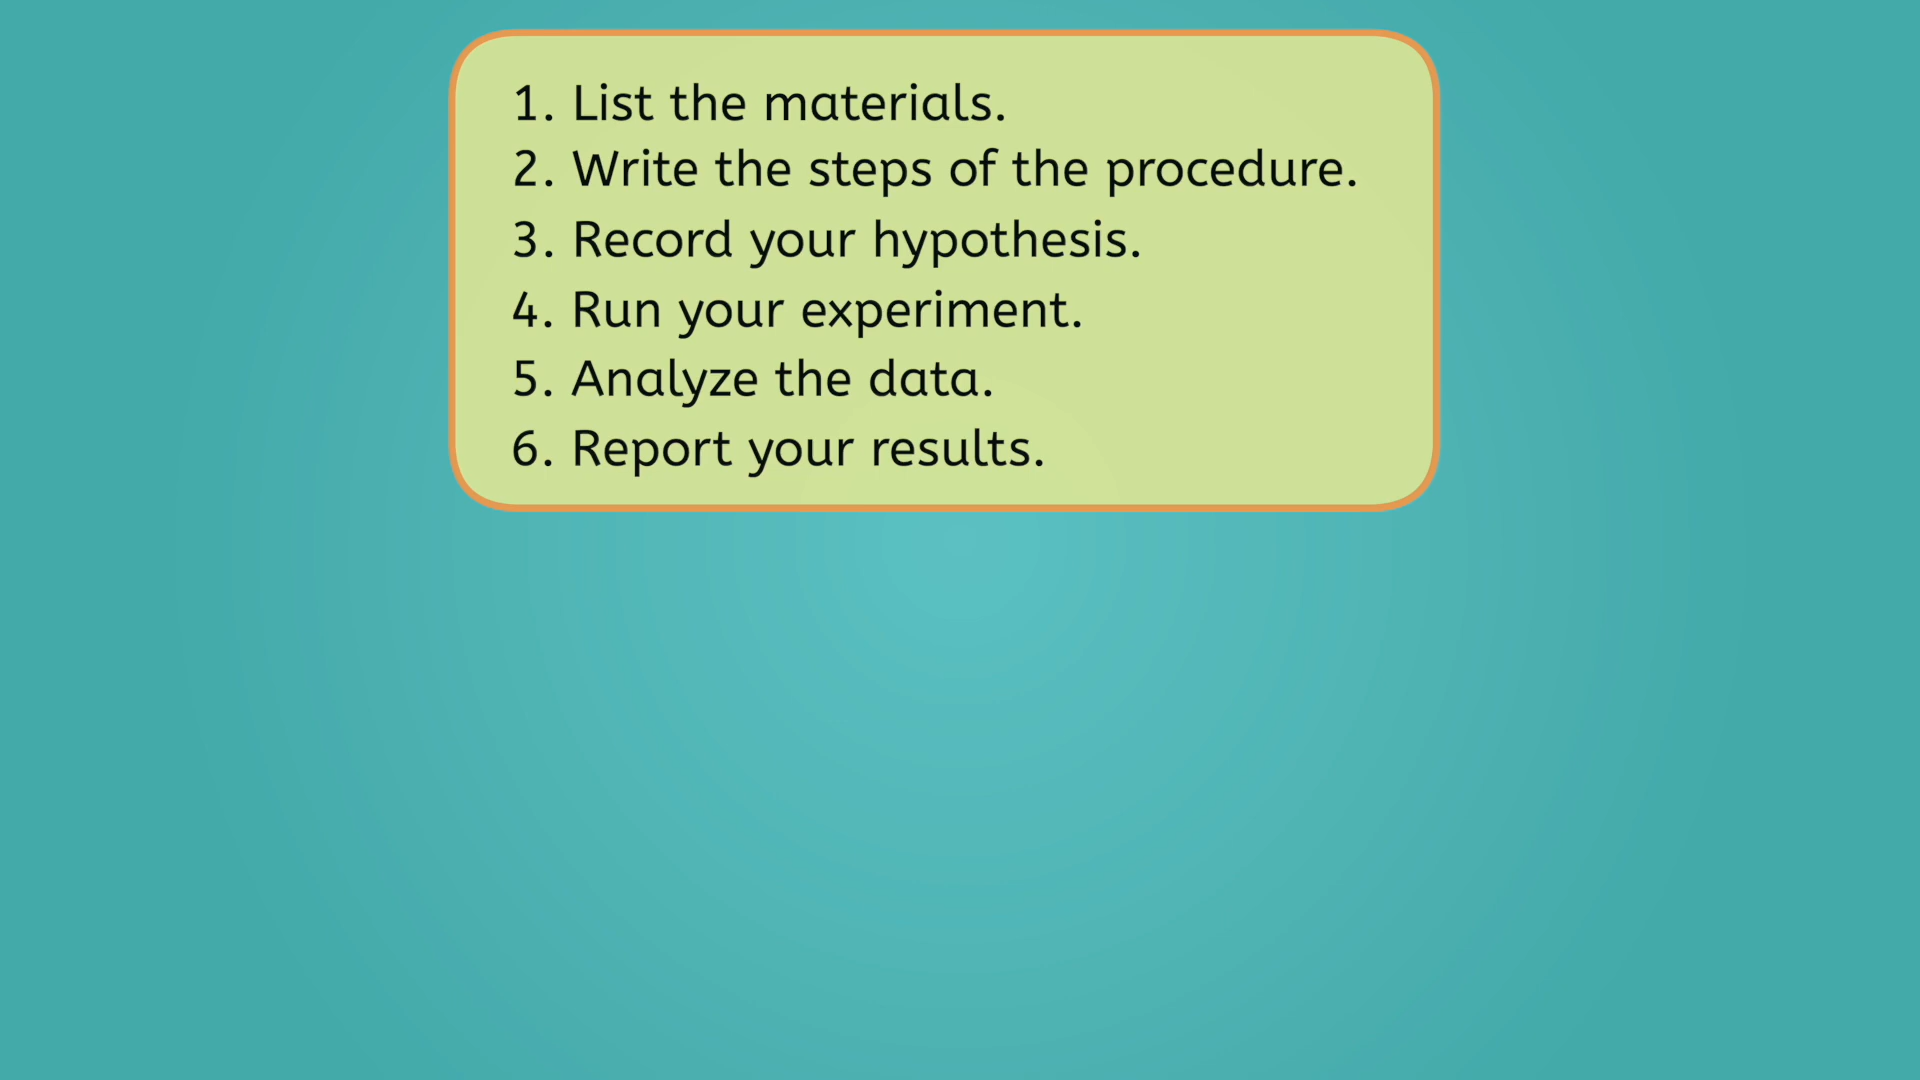 1. List the materials.
2. Write the steps of the procedure.
3. Record your hypothesis.
4. Run your experiment.
5. Analyze the data.
6. Report your results.